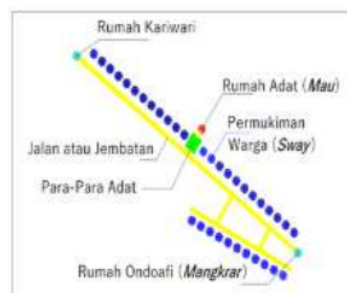 Rumah Kariwari
Rumah Adat (Mau)
Permukiman
Warga (Sway)
Jalan atau Jembatan
Para-Para Adat
Rumah Ondoafi (Mangkrar)